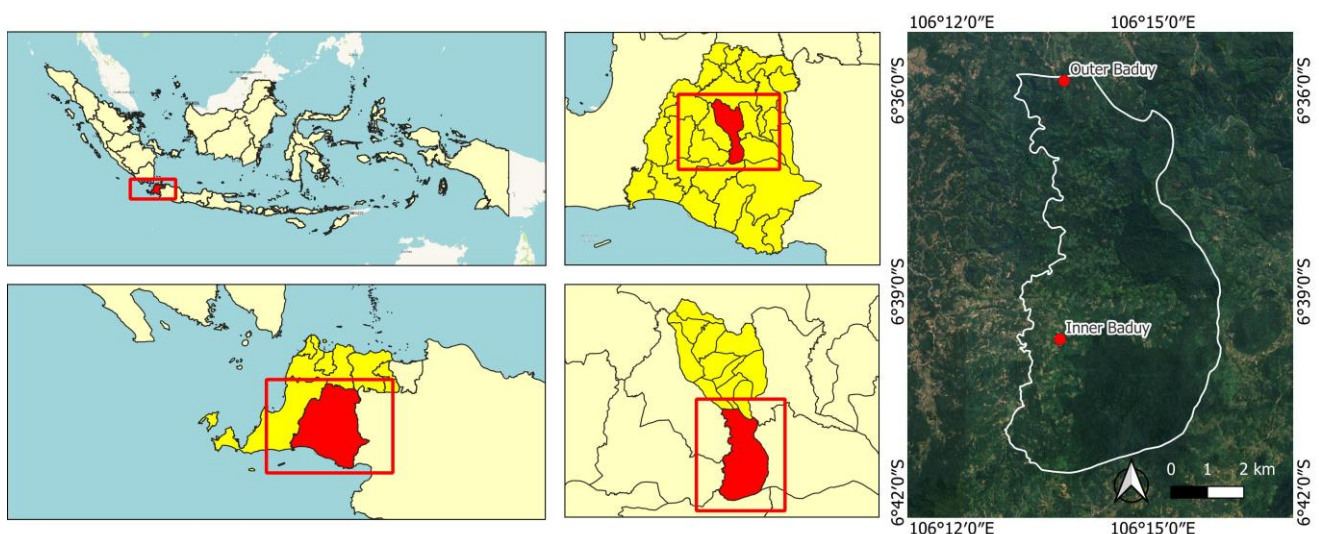 106°12′0″E 106°15′0″E
6°36′0″S
6°36′0″S
Outer Baduy
6°39′0″S
6°39′0″S
Inner Baduy
0 1 2 km
6°42′0″S
6°42′0″S
106°12′0″E 106°15′0″E